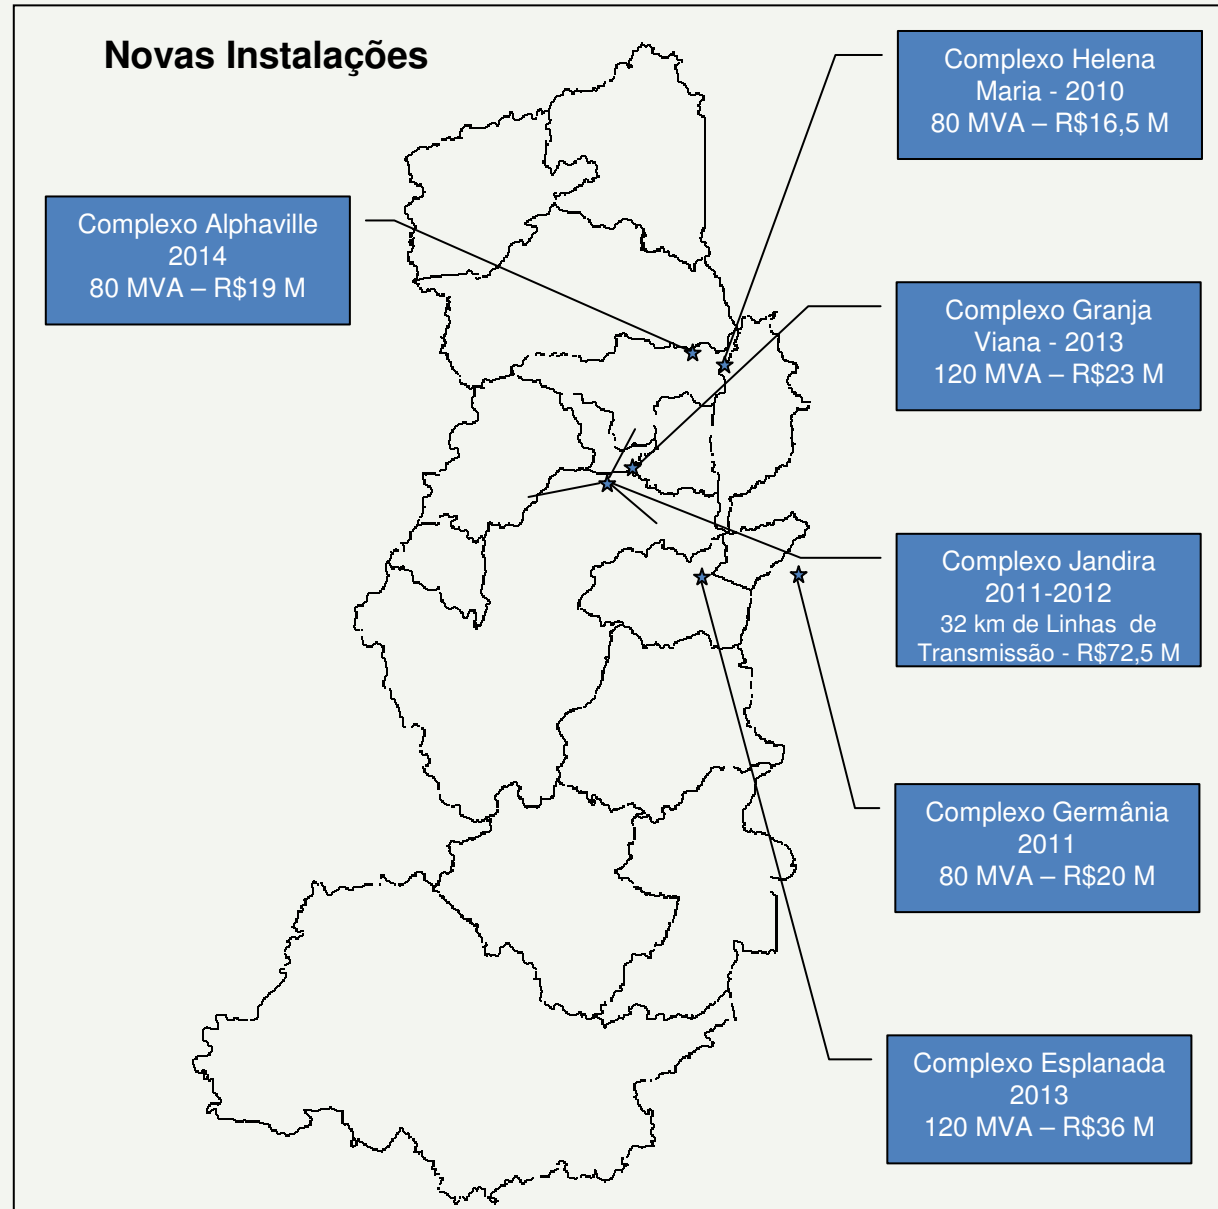 Novas Instalações
Complexo Helena
Maria - 2010
80 MVA – R$16,5 M
Complexo Alphaville
2014
80 MVA – R$19 M
Complexo Granja
Viana - 2013
120 MVA – R$23 M
Complexo Jandira
2011-2012
32 km de Linhas de
Transmissão - R$72,5 M
Complexo Germânia
2011
80 MVA – R$20 M
Complexo Esplanada
2013
120 MVA – R$36 M